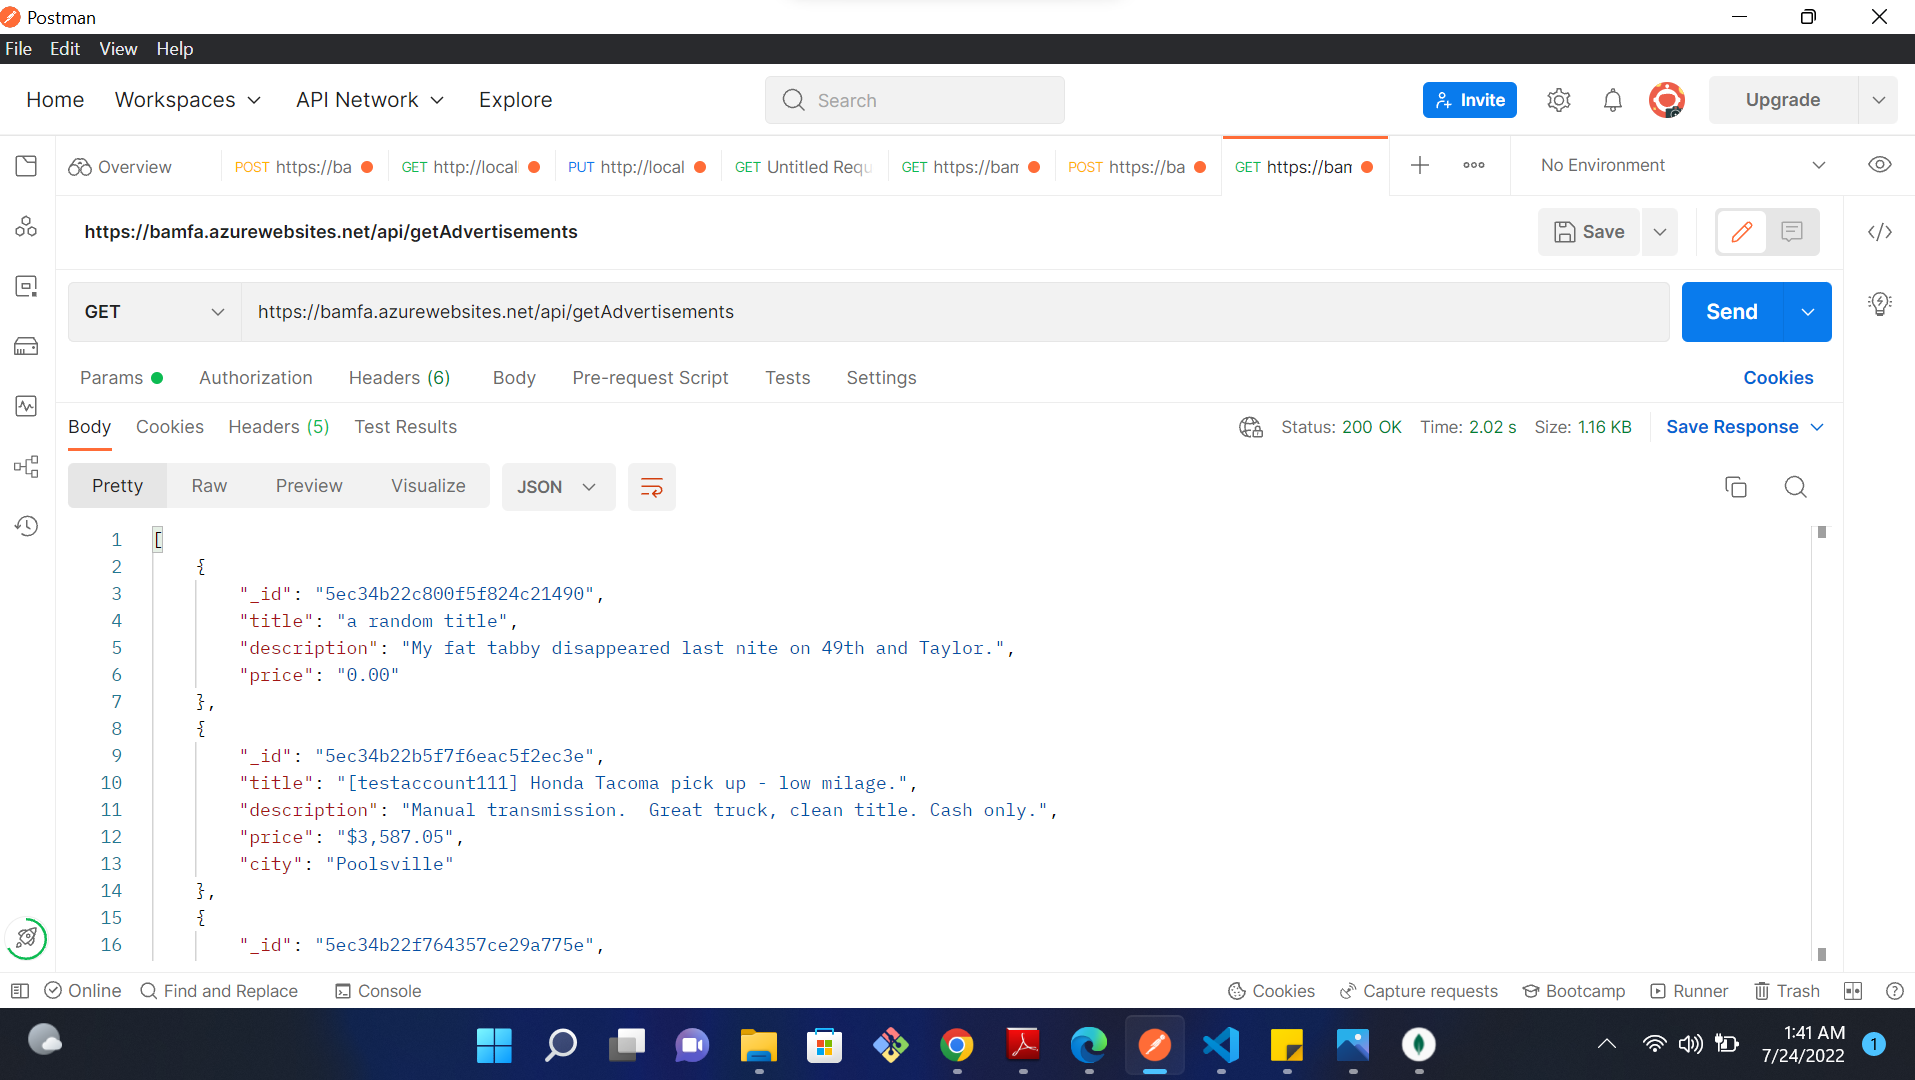 Postman
File Edit View Help
Home Workspaces API Network Explore Search Invite Upgrade
Overview POST https://ba GET http://local PUT http://local GET Untitled Requ GET https://bam POST https://ba GET https://bam No Environment
https://bamfa.azurewebsites.net/api/getAdvertisements Save
GET https://bamfa.azurewebsites.net/api/getAdvertisements Send
Params Authorization Headers (6) Body Pre-request Script Tests Settings Cookies
Body Cookies Headers (5) Test Results Status: 200 OK Time: 2.02 s Size: 1.16 KB Save Response
Pretty Raw Preview Visualize JSON
1 [
2 {
3 "_id": "5ec34b22c800f5f824c21490",
4 "title": "a random title",
5 "description": "My fat tabby disappeared last nite on 49th and Taylor.",
6 "price": "0.00"
7 },
8 {
9 "_id": "5ec34b22b5f7f6eac5f2ec3e",
10 "title": "[testaccount111] Honda Tacoma pick up - low milage.",
11 "description": "Manual transmission.  Great truck, clean title. Cash only.",
12 "price": "$3,587.05",
13 "city": "Poolsville"
14 },
15 {
16 "_id": "5ec34b22f764357ce29a775e",
Online Find and Replace Console Cookies Capture requests Bootcamp Runner Trash
1:41 AM
7/24/2022 1